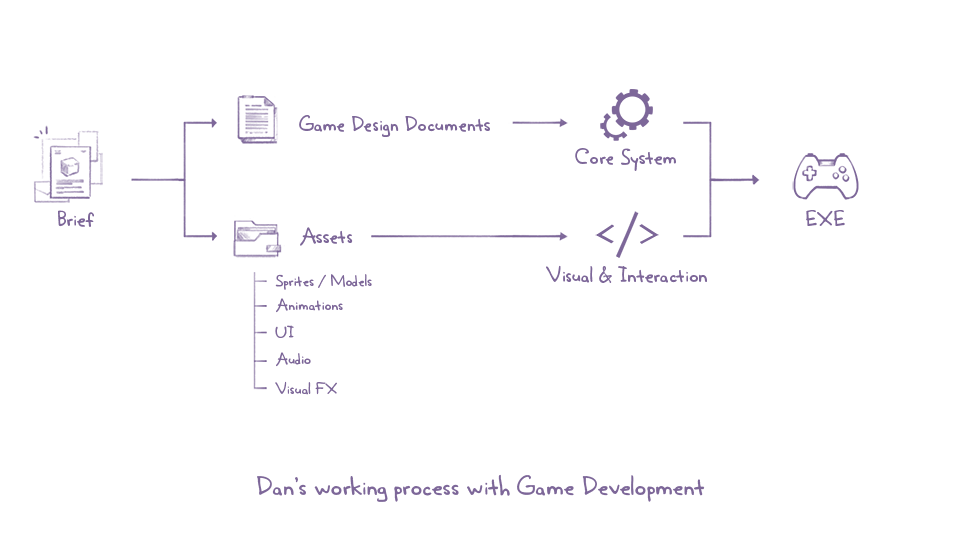 Brief
Game Design Documents
Core System
EXE
Assets
Visual & Interaction
Sprites / Models
Animations
UI
Audio
Visual FX
Dan's working process with Game Development